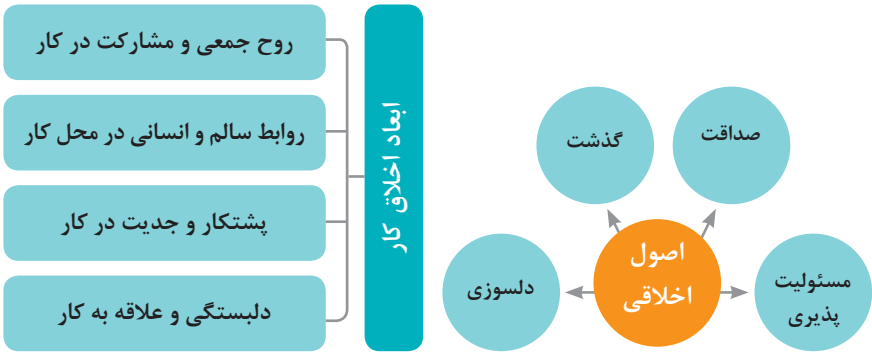 صداقت
گذشت
اصول
اخلاقی
مسئولیت
پذیری
دلسوزی
ابعاد اخلاق کار
روح جمعی و مشارکت در کار
روابط سالم و انسانی در محل کار
پشتکار و جدیت در کار
دلبستگی و علاقه به کار